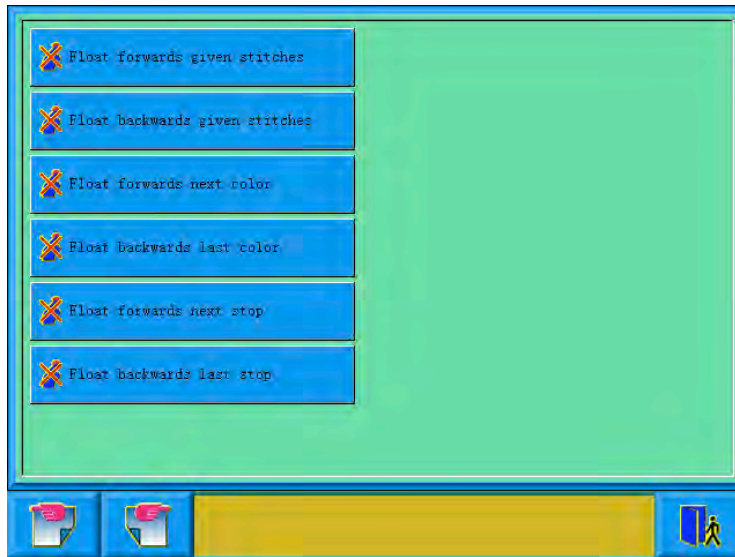 Float forwards given stitches
Float backwards given stitches
Float forwards next color
Float backwards last color
Float forwards next stop
Float backwards last stop